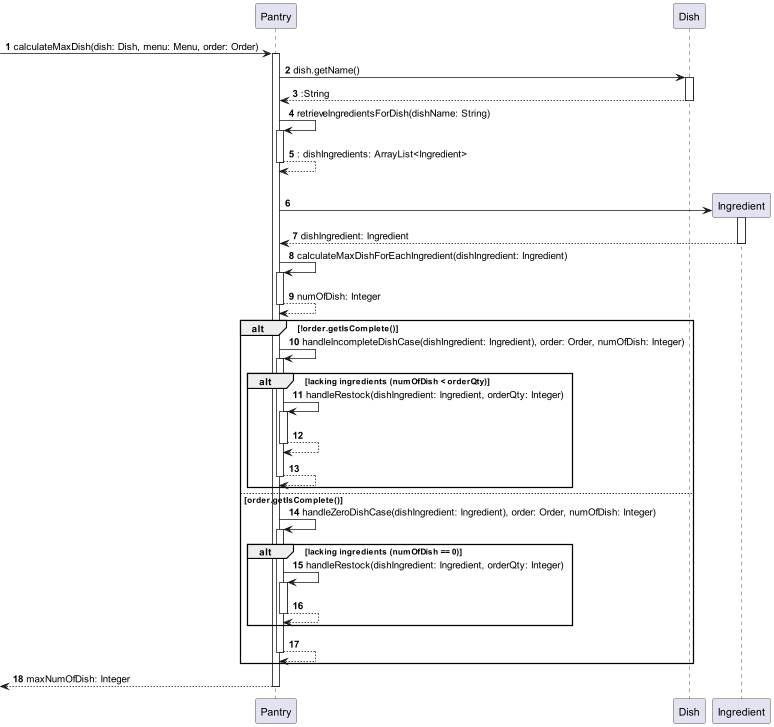 Pantry Dish
1 calculateMaxDish(dish: Dish, menu: Menu, order: Order)
2 dish.getName()
3 :String
4 retrieveIngredientsForDish(dishName: String)
5 : dishIngredients: ArrayList<Ingredient>
6 Ingredient
7 dishIngredient: Ingredient
8 calculateMaxDishForEachIngredient(dishIngredient: Ingredient)
9 numOfDish: Integer
alt [!order.getIsComplete()]
10 handleIncompleteDishCase(dishIngredient: Ingredient), order: Order, numOfDish: Integer)
alt [lacking ingredients (numOfDish < orderQty)]
11 handleRestock(dishIngredient: Ingredient, orderQty: Integer)
12
13
[order.getIsComplete()]
14 handleZeroDishCase(dishIngredient: Ingredient), order: Order, numOfDish: Integer)
alt [lacking ingredients (numOfDish == 0)]
15 handleRestock(dishIngredient: Ingredient, orderQty: Integer)
16
17
18 maxNumOfDish: Integer
Pantry Dish Ingredient